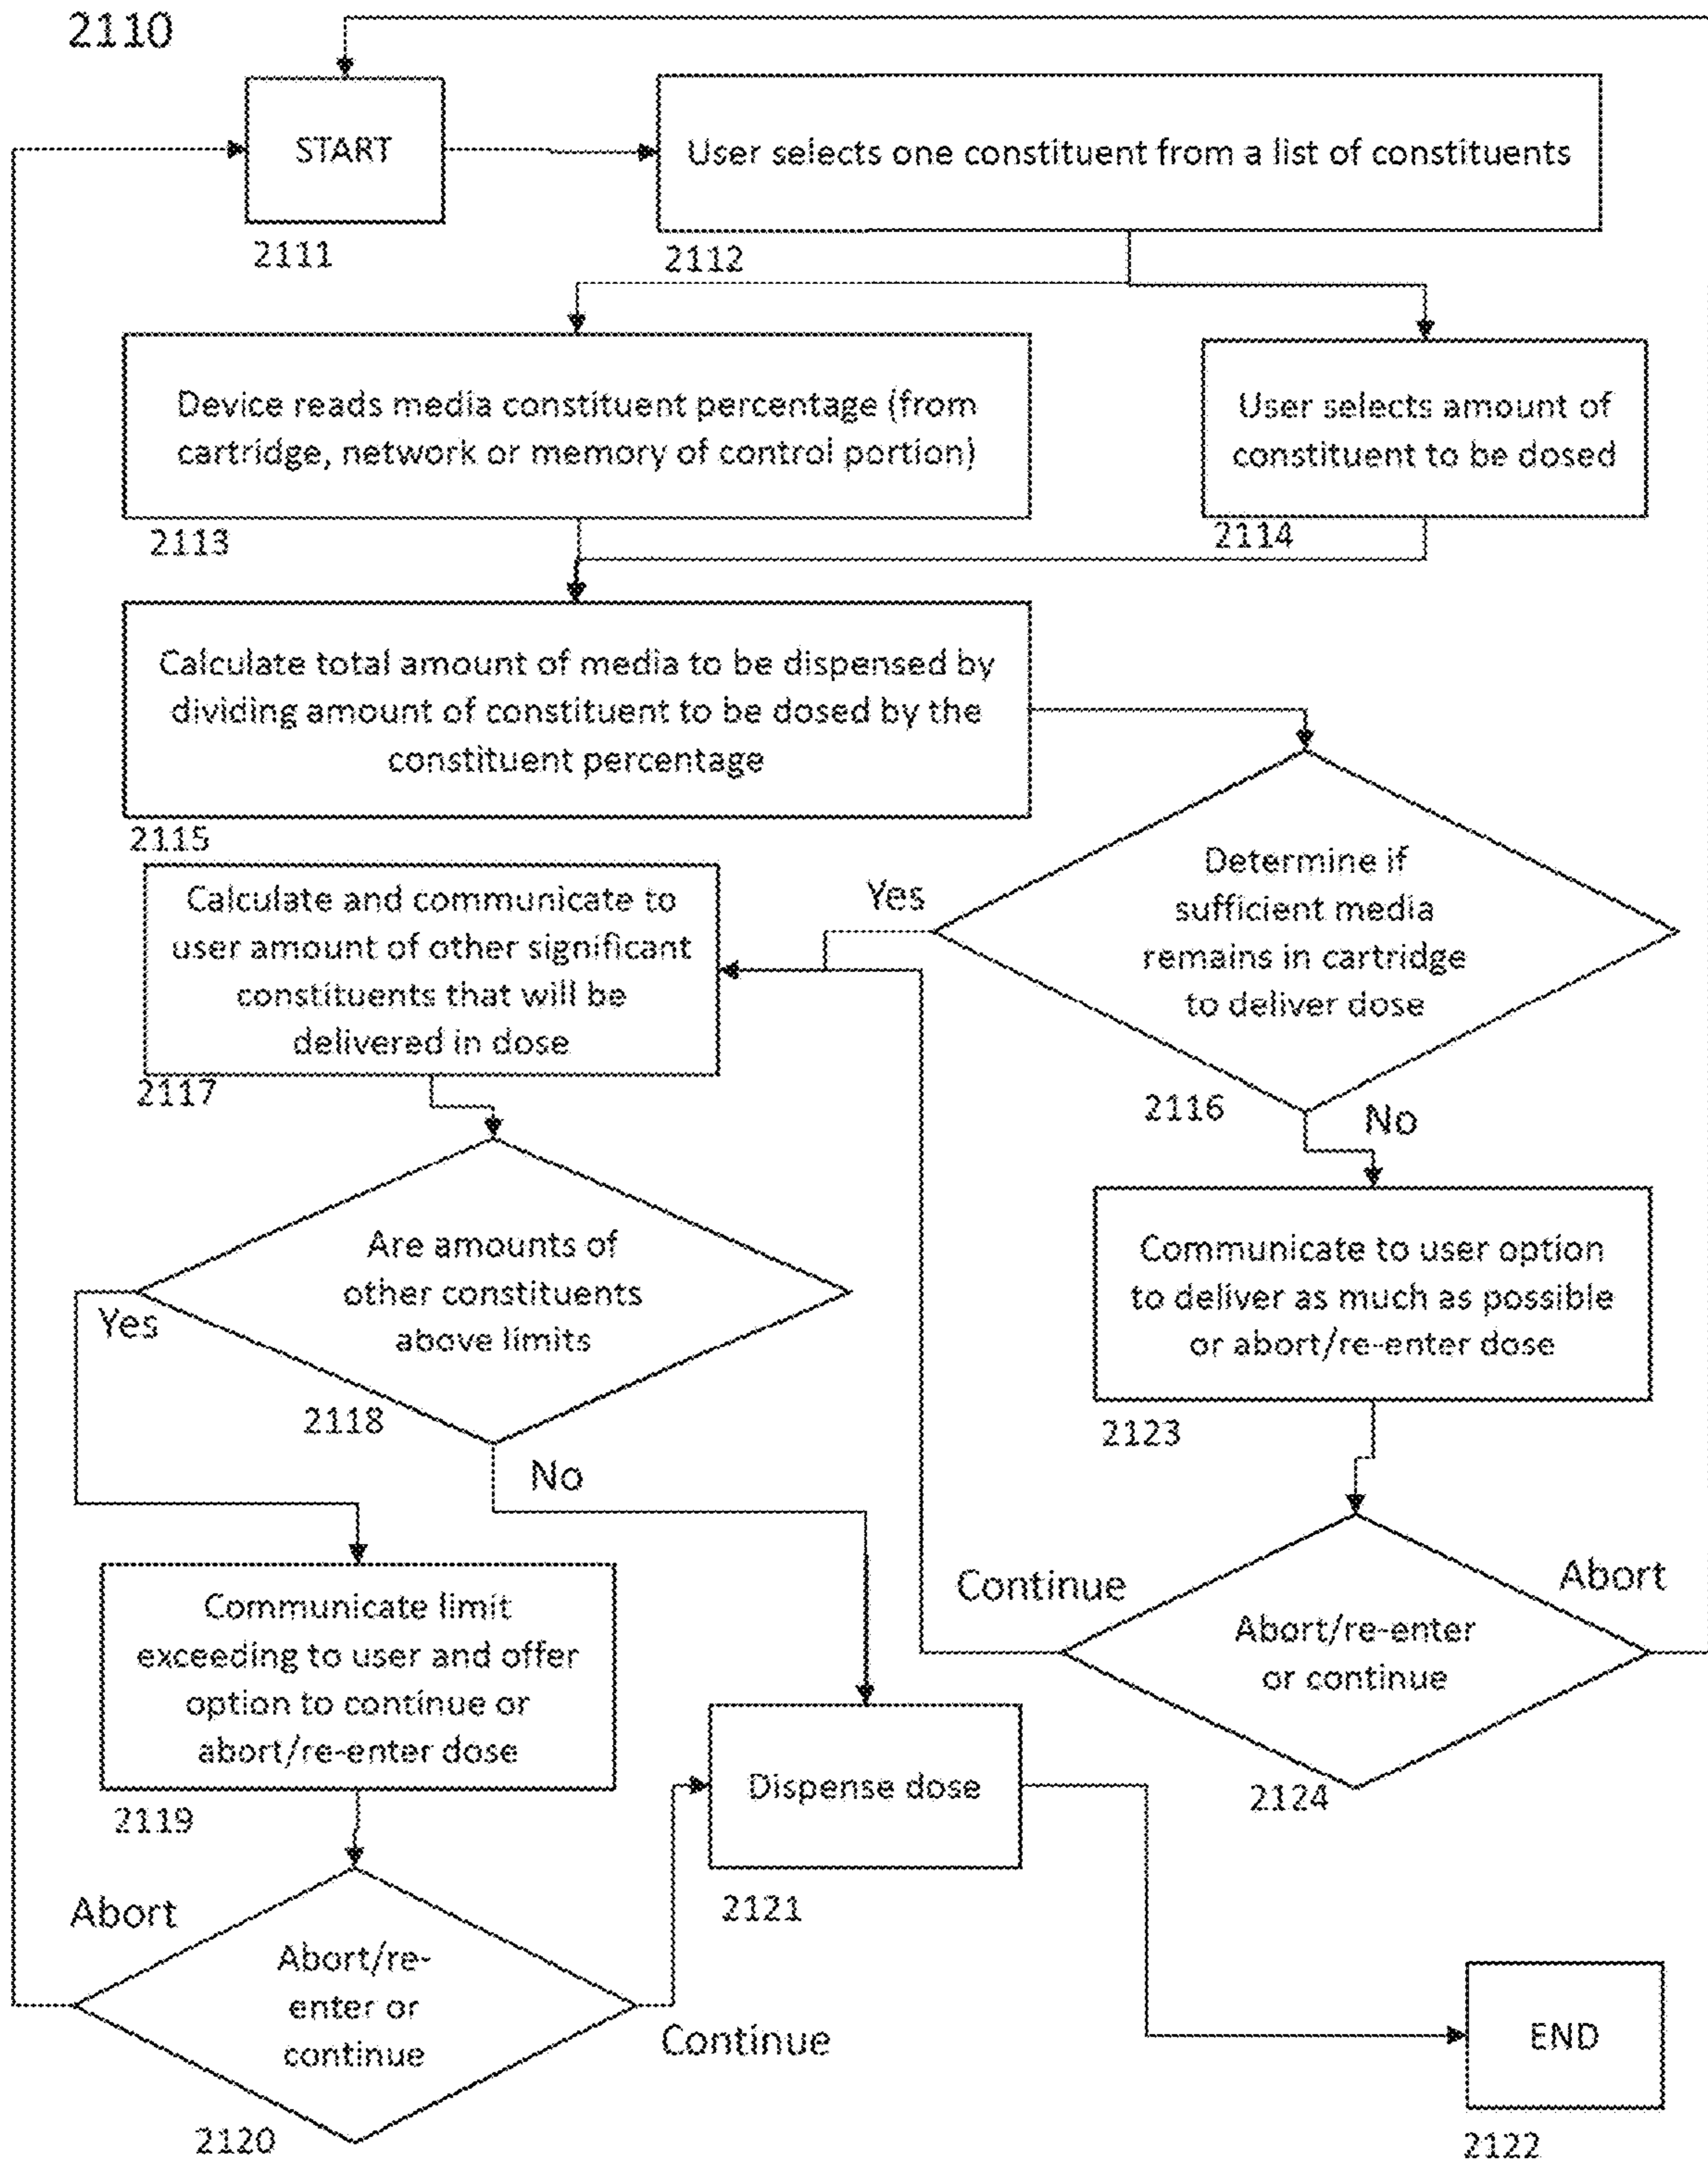 2110
START
2111
User selects one constituent from a list of constituents
2112
Device reads media constituent percentage (from
cartridge, network or memory of control portion)
2113
User selects amount of
constituent to be dosed
2114
Calculate total amount of media to be dispensed by
dividing amount of constituent to be dosed by the
constituent percentage
2115
Determine if
sufficient media
remains in cartridge
to deliver dose
2116
Yes
No
Calculate and communicate to
user amount of other significant
constituents that will be
delivered in dose
2117
Are amounts of
other constituents
above limits
2118
Yes
No
Communicate to user option
to deliver as much as possible
or abort/re-enter dose
2123
Abort/re-enter
or continue
2124
Continue
Abort
Communicate limit
exceeding to user and offer
option to continue or
abort/re-enter dose
2119
Dispense dose
2121
Abort
Abort/re-
enter or
continue
Continue
2120
END
2122